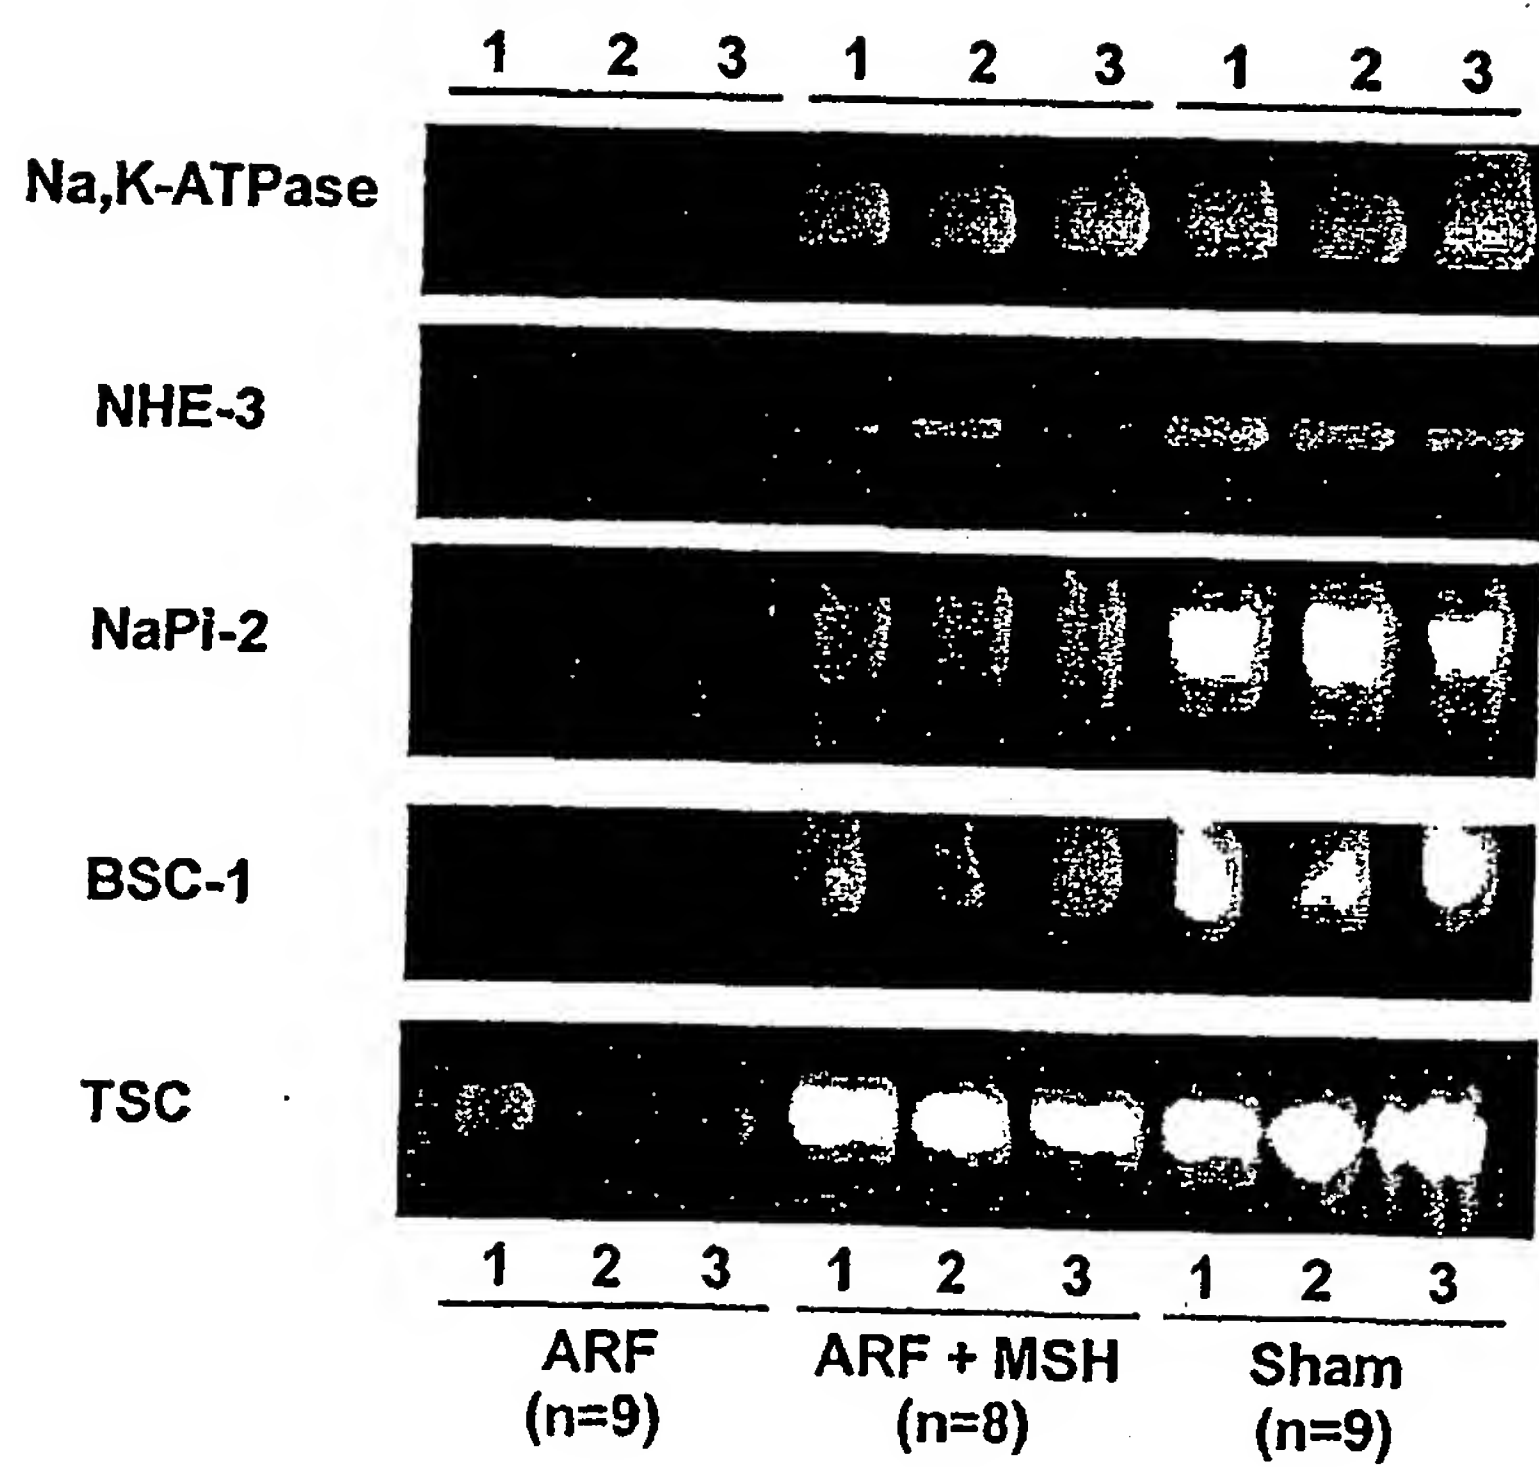 1 2 3 1 2 3 1 2 3
Na,K-ATPase
NHE-3
NaPi-2
BSC-1
TSC
1 2 3 1 2 3 1 2 3
ARF ARF + MSH Sham
(n=9) (n=8) (n=9)